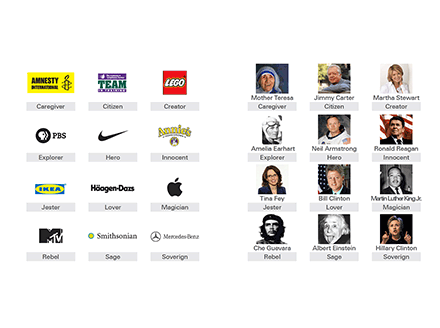 AMNESTY
INTERNATIONAL
TEAM
IN TRAINING
LEGO
Caregiver
Citizen
Creator
PBS
Annie's
Explorer
Hero
Innocent
IKEA
Häagen-Dazs
Jester
Lover
Magician
MTV
Smithsonian
Mercedes-Benz
Rebel
Sage
Soverign
Mother Teresa
Jimmy Carter
Martha Stewart
Caregiver
Citizen
Creator
Amelia Earhart
Neil Armstrong
Ronald Reagan
Explorer
Hero
Innocent
Tina Fey
Bill Clinton
Martin Luther King Jr.
Jester
Lover
Magician
Che Guevara
Albert Einstein
Hillary Clinton
Rebel
Sage
Soverign